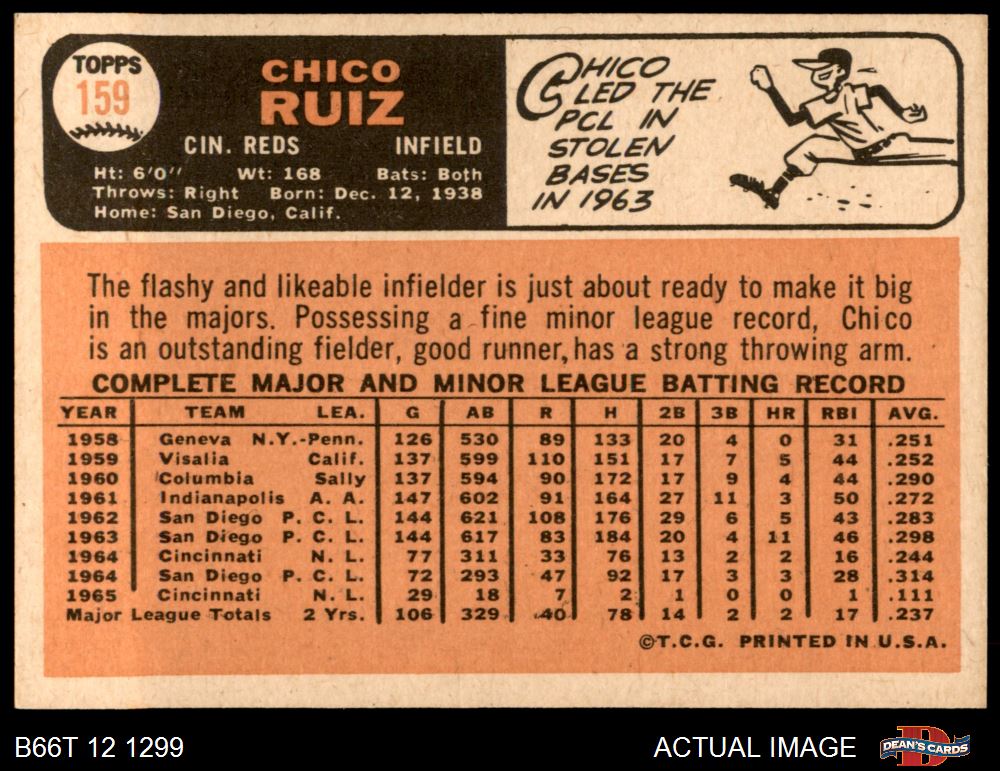 TOPPS
159
CHICO
RUIZ
CIN. REDS INFIELD
Ht: 6'0" Wt: 168 Bats: Both
Throws: Right Born: Dec. 12, 1938
Home: San Diego, Calif.
CHICO
LED THE
PCL IN
STOLEN
BASES
IN 1963
The flashy and likeable infielder is just about ready to make it big
in the majors. Possessing a fine minor league record, Chico
is an outstanding fielder, good runner, has a strong throwing arm.
COMPLETE MAJOR AND MINOR LEAGUE BATTING RECORD
YEAR TEAM LEA. G AB R H 2B 3B HR RBI AVG.
1958 Geneva N.Y.-Penn. 126 530 89 133 20 4 0 31 .251
1959 Visalia Calif. 137 599 110 151 17 7 5 44 .252
1960 Columbia Sally 137 594 90 172 17 9 4 44 .290
1961 Indianapolis A. A. 147 602 91 164 27 11 3 50 .272
1962 San Diego P. C. L. 144 621 108 176 29 6 5 43 .283
1963 San Diego P. C. L. 144 617 83 184 20 4 11 46 .298
1964 Cincinnati N. L. 77 311 33 76 13 2 2 16 .244
1964 San Diego P. C. L. 72 293 47 92 17 3 3 28 .314
1965 Cincinnati N. L. 29 18 7 2 1 0 0 1 .111
Major League Totals 2 Yrs. 106 329 40 78 14 2 2 17 .237
©T.C.G. PRINTED IN U.S.A.
B66T 12 1299 ACTUAL IMAGE DEAN'S CARDS